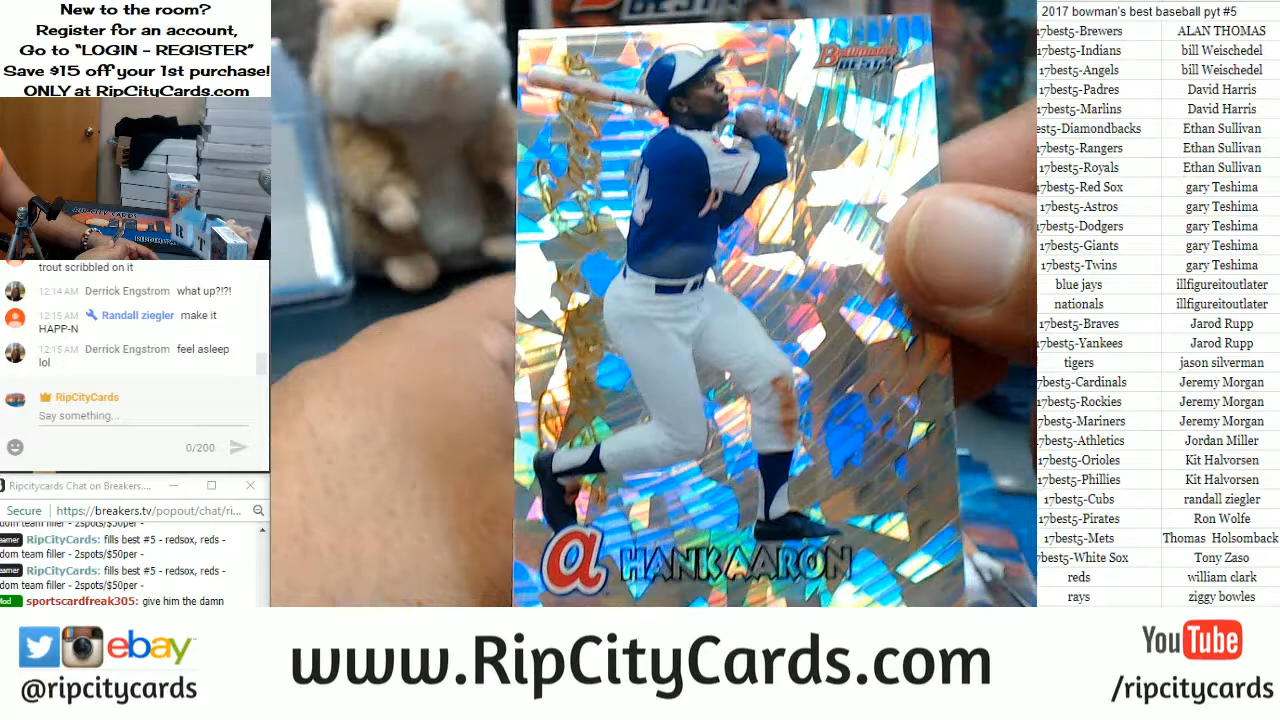 New to the room?
Register for an account,
Go to “LOGIN – REGISTER”
Save $15 off your 1st purchase!
ONLY at RipCityCards.com
RIP CITY CARDS
R T
trout scribbled on it
12:14 AM Derrick Engstrom what up?!?!
12:15 AM Randall ziegler make it
HAPP-N
12:15 AM Derrick Engstrom feel asleep
lol
RipCityCards
Say something...
0/200
Ripcitycards Chat on Breakers....
Secure https://breakers.tv/popout/chat/ri...
dom team filler - 2spots/$50per -
RipCityCards: fills best #5 - redsox, reds -
dom team filler - 2spots/$50per -
RipCityCards: fills best #5 - redsox, reds -
dom team filler - 2spots/$50per -
Mod sportscardfreak305: give him the damn
Bowman's
BEST
a HANK AARON
2017 bowman's best baseball pyt #5
17best5-Brewers ALAN THOMAS
17best5-Indians bill Weischedel
17best5-Angels bill Weischedel
17best5-Padres David Harris
17best5-Marlins David Harris
est5-Diamondbacks Ethan Sullivan
17best5-Rangers Ethan Sullivan
17best5-Royals Ethan Sullivan
17best5-Red Sox gary Teshima
17best5-Astros gary Teshima
17best5-Dodgers gary Teshima
17best5-Giants gary Teshima
17best5-Twins gary Teshima
blue jays illfigureitoutlater
nationals illfigureitoutlater
17best5-Braves Jarod Rupp
17best5-Yankees Jarod Rupp
tigers jason silverman
7best5-Cardinals Jeremy Morgan
17best5-Rockies Jeremy Morgan
7best5-Mariners Jeremy Morgan
17best5-Athletics Jordan Miller
17best5-Orioles Kit Halvorsen
17best5-Phillies Kit Halvorsen
17best5-Cubs randall ziegler
17best5-Pirates Ron Wolfe
17best5-Mets Thomas Holsomback
7best5-White Sox Tony Zaso
reds william clark
rays ziggy bowles
ebay
@ripcitycards
www.RipCityCards.com
YouTube
/ripcitycards